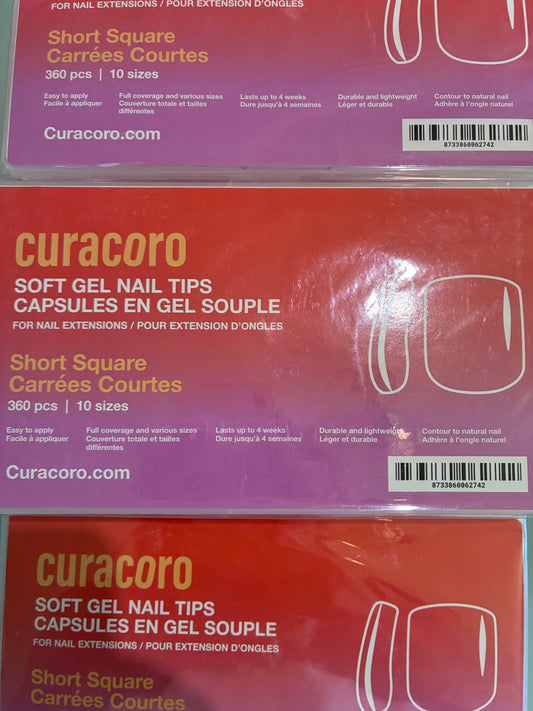 FOR NAIL EXTENSIONS / POUR EXTENSION D'ONGLES
Short Square
Carrées Courtes
360 pcs | 10 sizes
Easy to apply
Facile à appliquer
Full coverage and various sizes
Couverture totale et tailles
différentes
Lasts up to 4 weeks
Dure jusqu'à 4 semaines
Durable and lightweight
Léger et durable
Contour to natural nail
Adhère à l'ongle naturel
Curacoro.com
8733860062742
curacoro
SOFT GEL NAIL TIPS
CAPSULES EN GEL SOUPLE
FOR NAIL EXTENSIONS / POUR EXTENSION D'ONGLES
Short Square
Carrées Courtes
360 pcs | 10 sizes
Easy to apply
Facile à appliquer
Full coverage and various sizes
Couverture totale et tailles
différentes
Lasts up to 4 weeks
Dure jusqu'à 4 semaines
Durable and lightweight
Léger et durable
Contour to natural nail
Adhère à l'ongle naturel
Curacoro.com
8733860062742
curacoro
SOFT GEL NAIL TIPS
CAPSULES EN GEL SOUPLE
FOR NAIL EXTENSIONS / POUR EXTENSION D'ONGLES
Short Square
Carrées Courtes